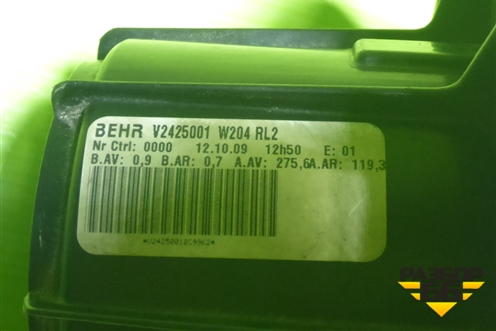 BEHR V2425001 W204 RL2
Nr Ctrl: 0000 12.10.09 12h50 E: 01
B.AV: 0,9 B.AR: 0,7 A.AV: 275,6A.AR: 119,3
РАЗБОР